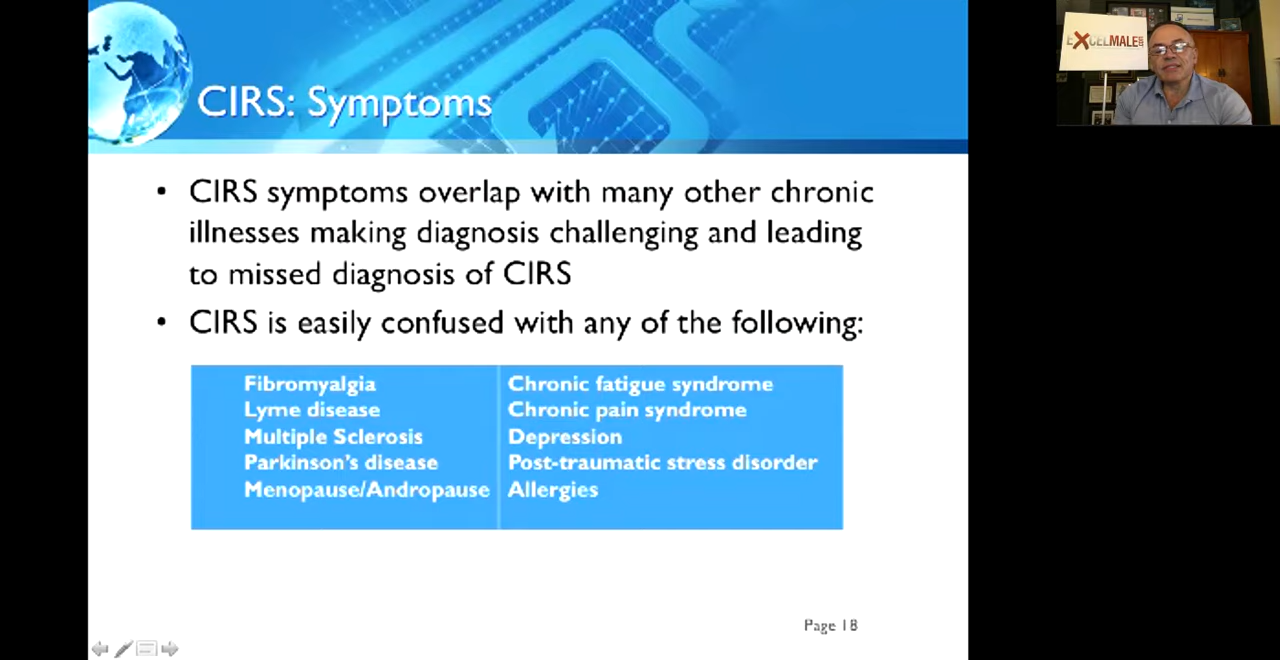 CIRS: Symptoms
• CIRS symptoms overlap with many other chronic
illnesses making diagnosis challenging and leading
to missed diagnosis of CIRS
• CIRS is easily confused with any of the following:
Fibromyalgia
Lyme disease
Multiple Sclerosis
Parkinson's disease
Menopause/Andropause
Chronic fatigue syndrome
Chronic pain syndrome
Depression
Post-traumatic stress disorder
Allergies
Page 18
EXCELMALE